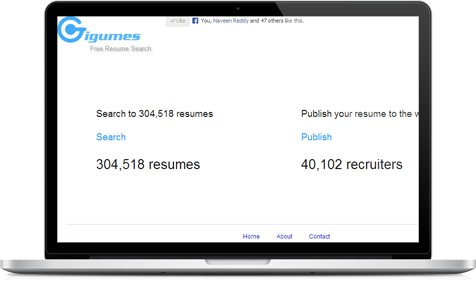 Gigumes
Free Resume Search
Like
You, Naveen Reddy and 47 others like this.
Search to 304,518 resumes
Publish your resume to the w
Search
Publish
304,518 resumes
40,102 recruiters
Home About Contact